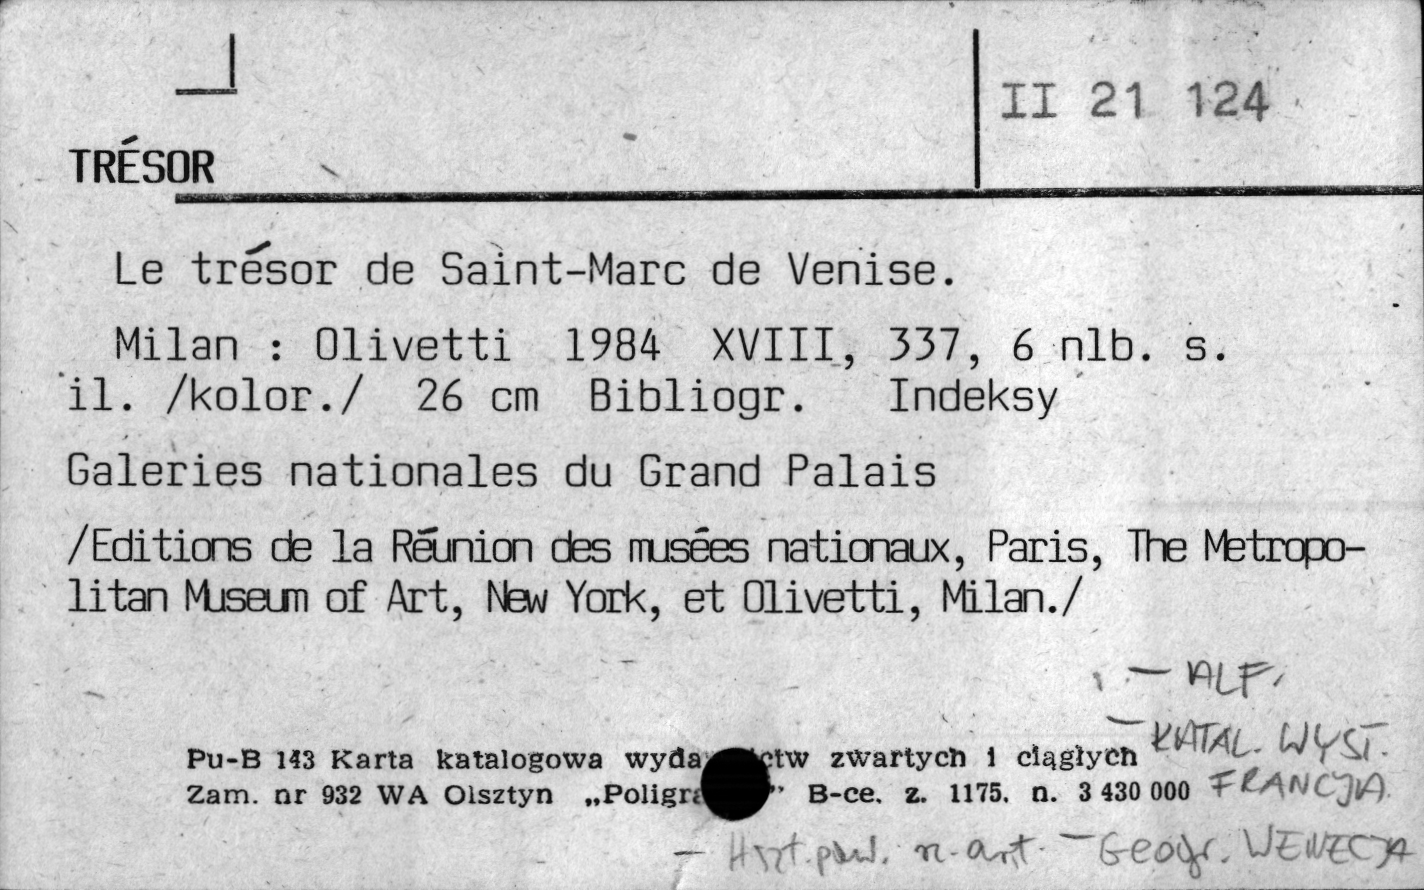 II 21 124
TRÉSOR
Le trésor de Saint-Marc de Venise.
Milan : Olivetti 1984 XVIII, 337, 6 nlb. s.
il. /kolor./ 26 cm Bibliogr. Indeksy
Galeries nationales du Grand Palais
/Editions de la Réunion des musées nationaux, Paris, The Metropo-
litan Museum of Art, New York, et Olivetti, Milan./
— ALF.
— KATAL. WYST.
FRANCJA.
Pu-B 143 Karta katalogowa zwartych i ciągłych
Zam. nr 932 WA Olsztyn B-ce. z. 1175. n. 3 430 000
— art. — Geogr. WENECJA